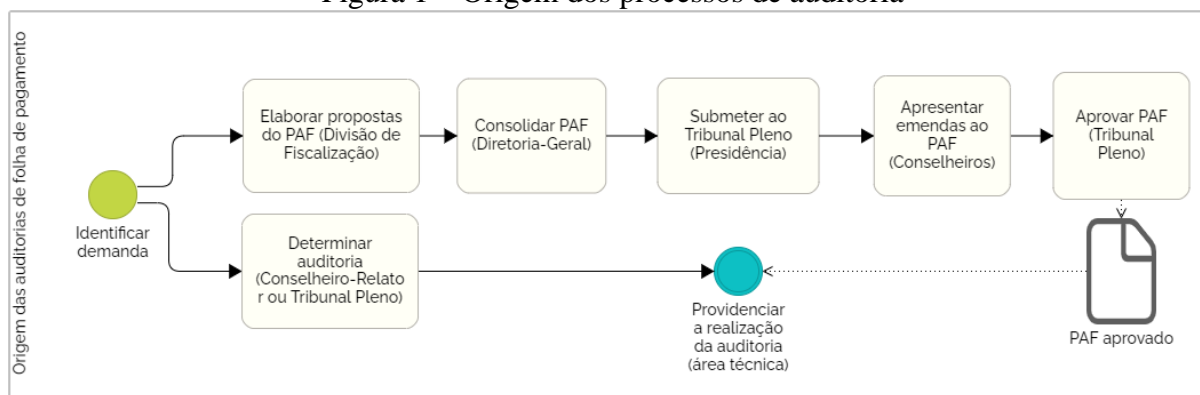 Figura 1 – Origem dos processos de auditoria
Origem das auditorias de folha de pagamento
Identificar
demanda
Elaborar propostas
do PAF (Divisão de
Fiscalização)
Consolidar PAF
(Diretoria-Geral)
Submeter ao
Tribunal Pleno
(Presidência)
Apresentar
emendas ao
PAF
(Conselheiros)
Aprovar PAF
(Tribunal
Pleno)
Determinar
auditoria
(Conselheiro-Relato
r ou Tribunal Pleno)
Providenciar
a realização
da auditoria
(área técnica)
PAF aprovado